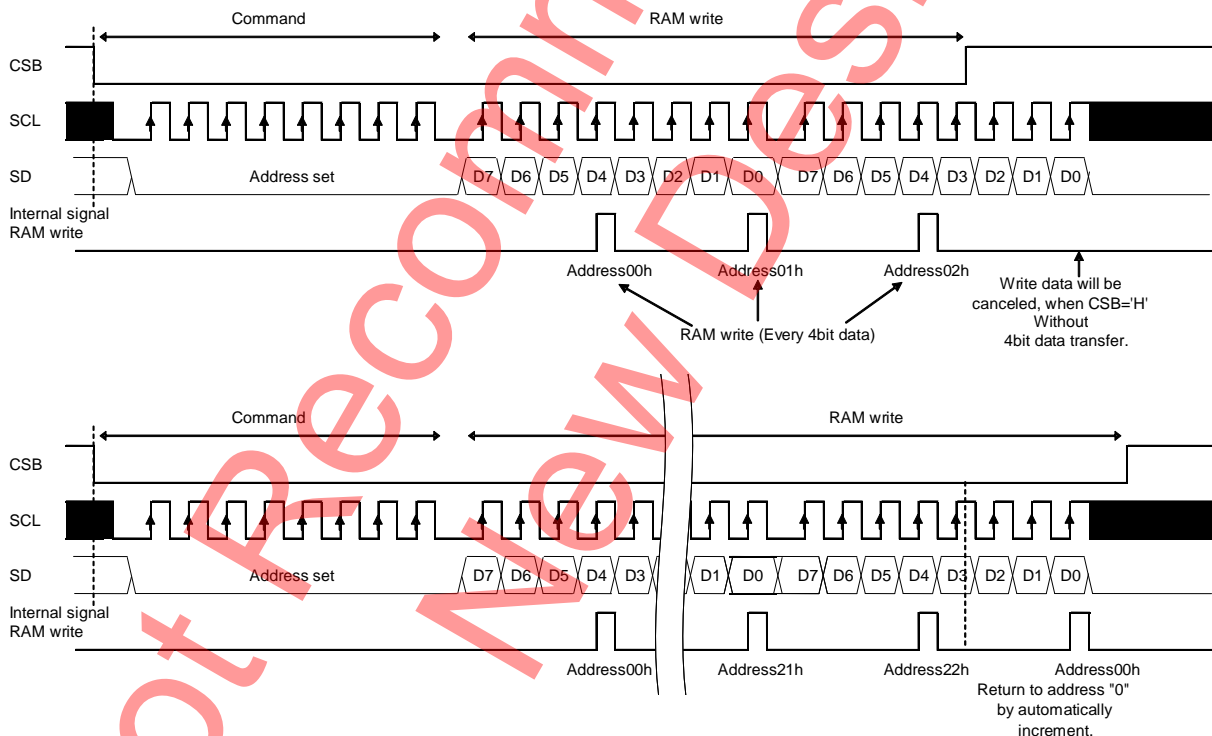 Command RAM write
CSB
SCL
SD Address set D7 D6 D5 D4 D3 D2 D1 D0 D7 D6 D5 D4 D3 D2 D1 D0
Internal signal
RAM write
Address00h Address01h Address02h
RAM write (Every 4bit data)
Write data will be
canceled, when CSB='H'
Without
4bit data transfer.
Command RAM write
CSB
SCL
SD Address set D7 D6 D5 D4 D3 D1 D0 D7 D6 D5 D4 D3 D2 D1 D0
Internal signal
RAM write
Address00h Address21h Address22h Address00h
Return to address "0"
by automatically
increment.
ot Recomm
New Des